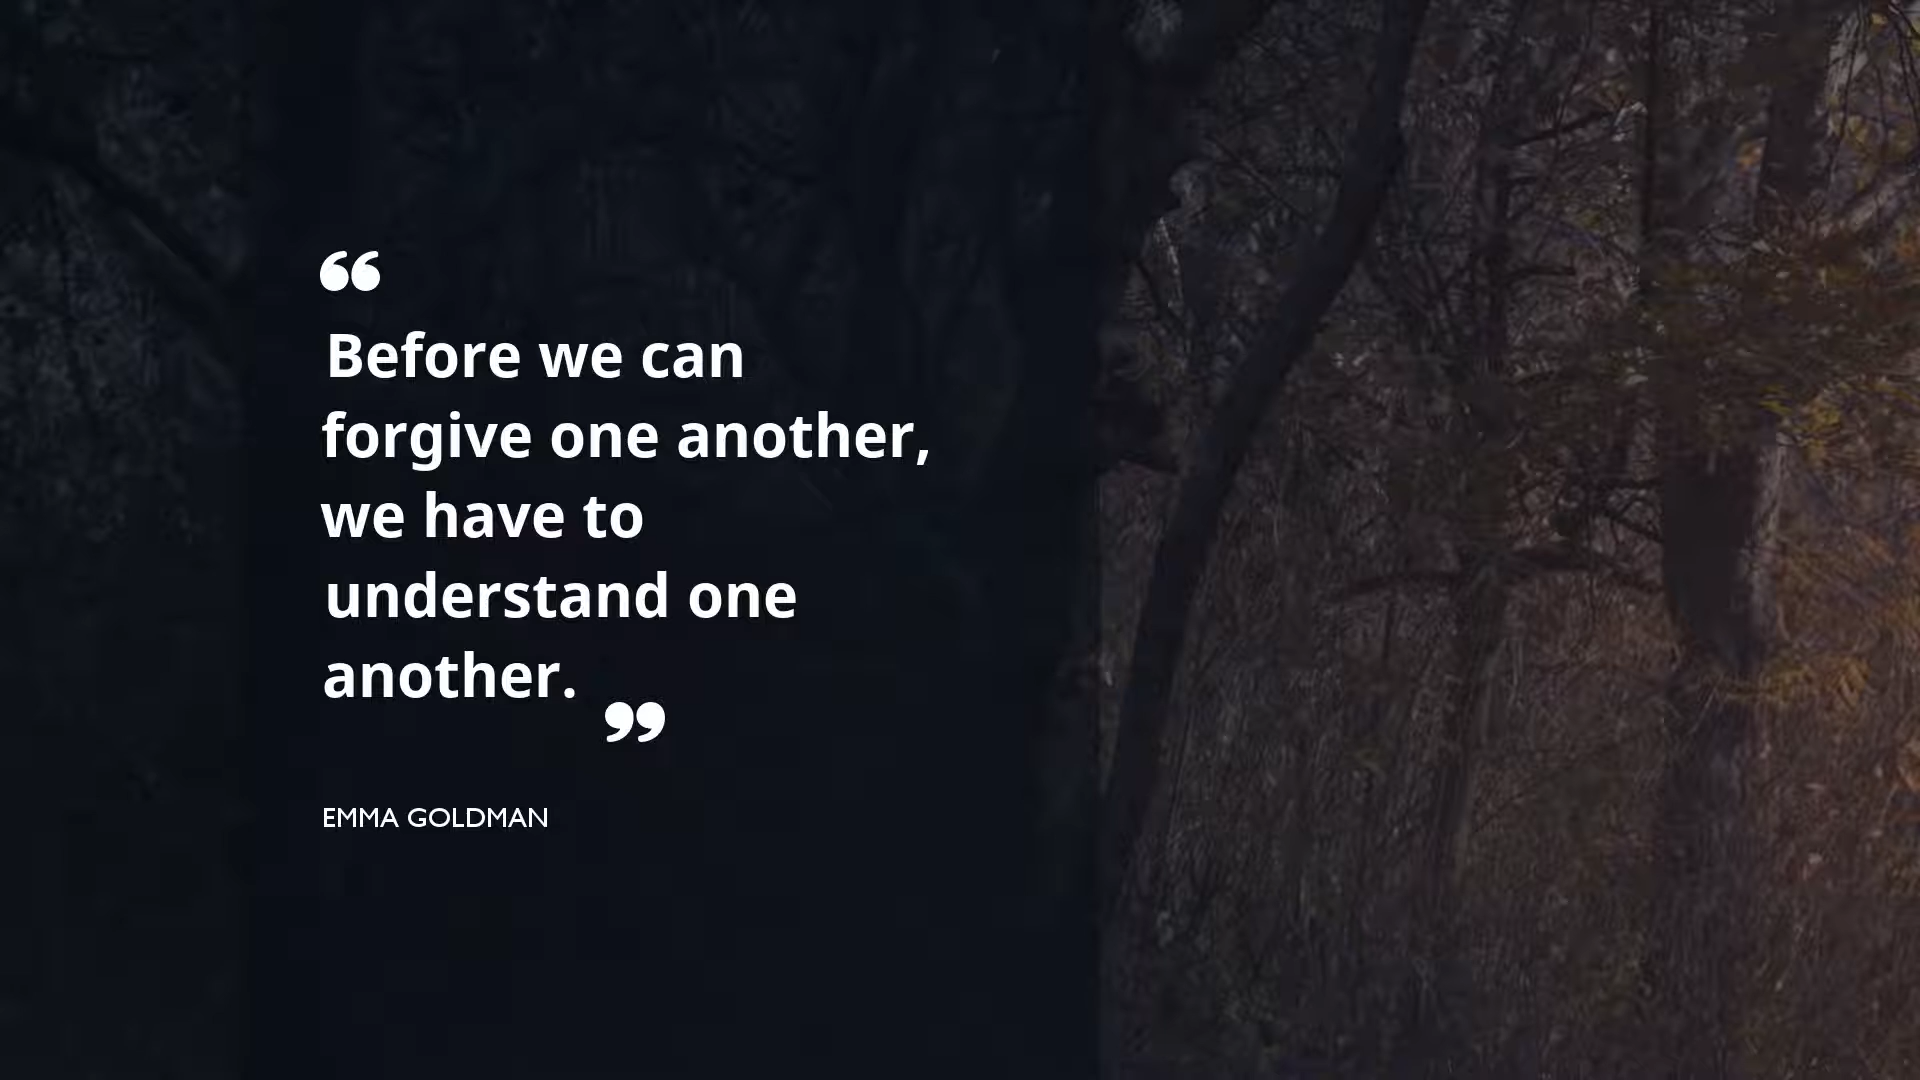 “
Before we can
forgive one another,
we have to
understand one
another.
”
EMMA GOLDMAN